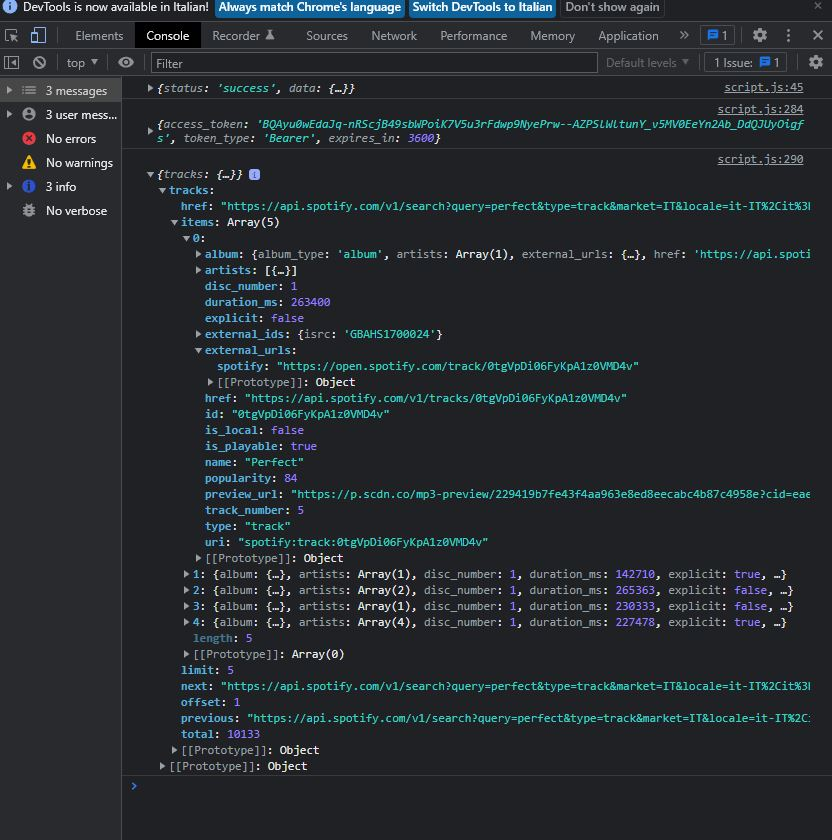 DevTools is now available in Italian! Always match Chrome's language Switch DevTools to Italian Don't show again
Elements Console Recorder Sources Network Performance Memory Application 1
top Filter Default levels 1 Issue: 1
3 messages
3 user mess...
No errors
No warnings
3 info
No verbose
{status: 'success', data: {…}} script.js:45
script.js:284
{access_token: 'BQAyu0wEdaJq-nRScjB49sbWPoiK7V5u3rFdwp9NyePrw--AZPSlWltunY_v5MV0EeYn2Ab_DdQJUyOigf
s', token_type: 'Bearer', expires_in: 3600}
script.js:290
{tracks: {…}} i
tracks:
href: "https://api.spotify.com/v1/search?query=perfect&type=track&market=IT&locale=it-IT%2Cit%3
items: Array(5)
0:
album: {album_type: 'album', artists: Array(1), external_urls: {…}, href: 'https://api.spoti
artists: [{…}]
disc_number: 1
duration_ms: 263400
explicit: false
external_ids: {isrc: 'GBAHS1700024'}
external_urls:
spotify: "https://open.spotify.com/track/0tgVpDi06FyKpA1z0VMD4v"
[[Prototype]]: Object
href: "https://api.spotify.com/v1/tracks/0tgVpDi06FyKpA1z0VMD4v"
id: "0tgVpDi06FyKpA1z0VMD4v"
is_local: false
is_playable: true
name: "Perfect"
popularity: 84
preview_url: "https://p.scdn.co/mp3-preview/229419b7fe43f4aa963e8ed8eecabc4b87c4958e?cid=eae
track_number: 5
type: "track"
uri: "spotify:track:0tgVpDi06FyKpA1z0VMD4v"
[[Prototype]]: Object
1: {album: {…}, artists: Array(1), disc_number: 1, duration_ms: 142710, explicit: true, …}
2: {album: {…}, artists: Array(2), disc_number: 1, duration_ms: 265363, explicit: false, …}
3: {album: {…}, artists: Array(1), disc_number: 1, duration_ms: 230333, explicit: false, …}
4: {album: {…}, artists: Array(4), disc_number: 1, duration_ms: 227478, explicit: true, …}
length: 5
[[Prototype]]: Array(0)
limit: 5
next: "https://api.spotify.com/v1/search?query=perfect&type=track&market=IT&locale=it-IT%2Cit%3
offset: 1
previous: "https://api.spotify.com/v1/search?query=perfect&type=track&market=IT&locale=it-IT%2Ci
total: 10133
[[Prototype]]: Object
[[Prototype]]: Object